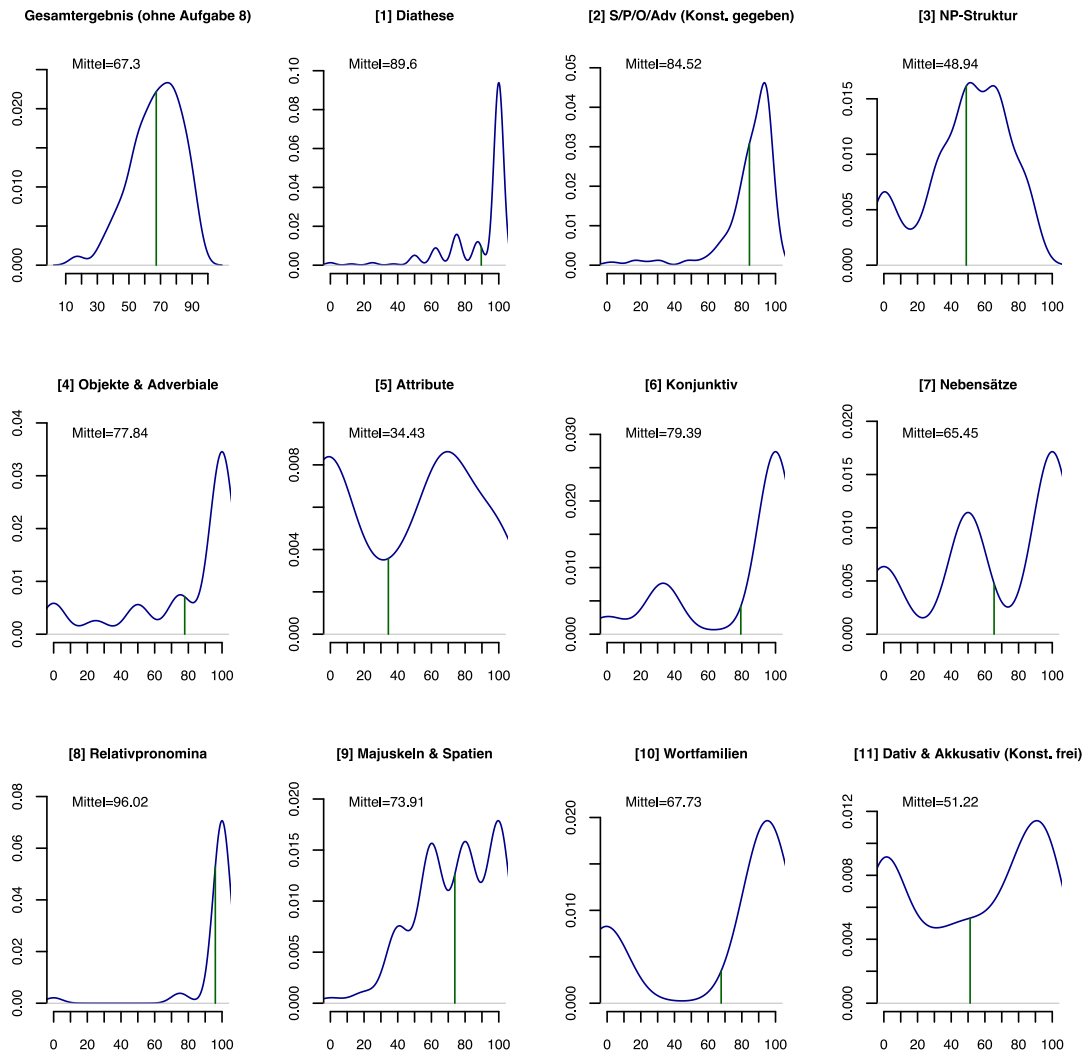 Gesamtergebnis (ohne Aufgabe 8)
Mittel=67.3
0.000 0.010 0.020
10 30 50 70 90
[1] Diathese
Mittel=89.6
0.00 0.02 0.04 0.06 0.08 0.10
0 20 40 60 80 100
[2] S/P/O/Adv (Konst. gegeben)
Mittel=84.52
0.00 0.01 0.02 0.03 0.04 0.05
0 20 40 60 80 100
[3] NP-Struktur
Mittel=48.94
0.000 0.005 0.010 0.015
0 20 40 60 80 100
[4] Objekte & Adverbiale
Mittel=77.84
0.00 0.01 0.02 0.03 0.04
0 20 40 60 80 100
[5] Attribute
Mittel=34.43
0.000 0.004 0.008
0 20 40 60 80 100
[6] Konjunktiv
Mittel=79.39
0.000 0.010 0.020 0.030
0 20 40 60 80 100
[7] Nebensätze
Mittel=65.45
0.000 0.005 0.010 0.015 0.020
0 20 40 60 80 100
[8] Relativpronomina
Mittel=96.02
0.00 0.02 0.04 0.06 0.08
0 20 40 60 80 100
[9] Majuskeln & Spatien
Mittel=73.91
0.000 0.005 0.010 0.015 0.020
0 20 40 60 80 100
[10] Wortfamilien
Mittel=67.73
0.000 0.010 0.020
0 20 40 60 80 100
[11] Dativ & Akkusativ (Konst. frei)
Mittel=51.22
0.000 0.004 0.008 0.012
0 20 40 60 80 100